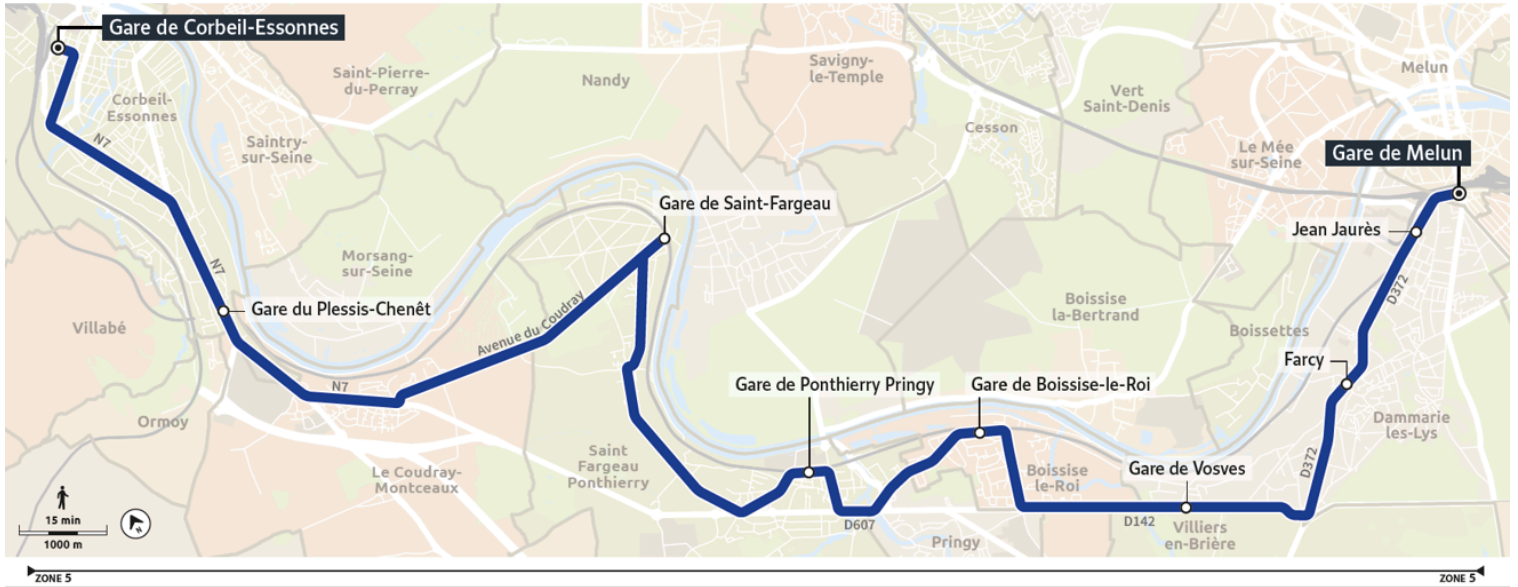 Gare de Corbeil-Essonnes
Saint-Pierre-
du-Perray
Nandy
Savigny-
le-Temple
Melun
Corbeil-
Essonnes
Vert
Saint-Denis
N7
Saintry-
sur-Seine
Cesson
Le Mée
sur-Seine
Gare de Melun
Gare de Saint-Fargeau
Jean Jaurès
Morsang-
sur-Seine
N7
D372
Gare du Plessis-Chenêt
Boissise
la-Bertrand
Villabé
Avenue du Coudray
Boissettes
Farcy
N7
Gare de Ponthierry Pringy
Gare de Boissise-le-Roi
Ormoy
Dammarie
les-Lys
Le Coudray-
Montceaux
Saint
Fargeau
Ponthierry
Boissise
le-Roi
Gare de Vosves
D372
15 min
1000 m
D607
D142
Villiers
en-Brière
Pringy
ZONE 5
ZONE 5